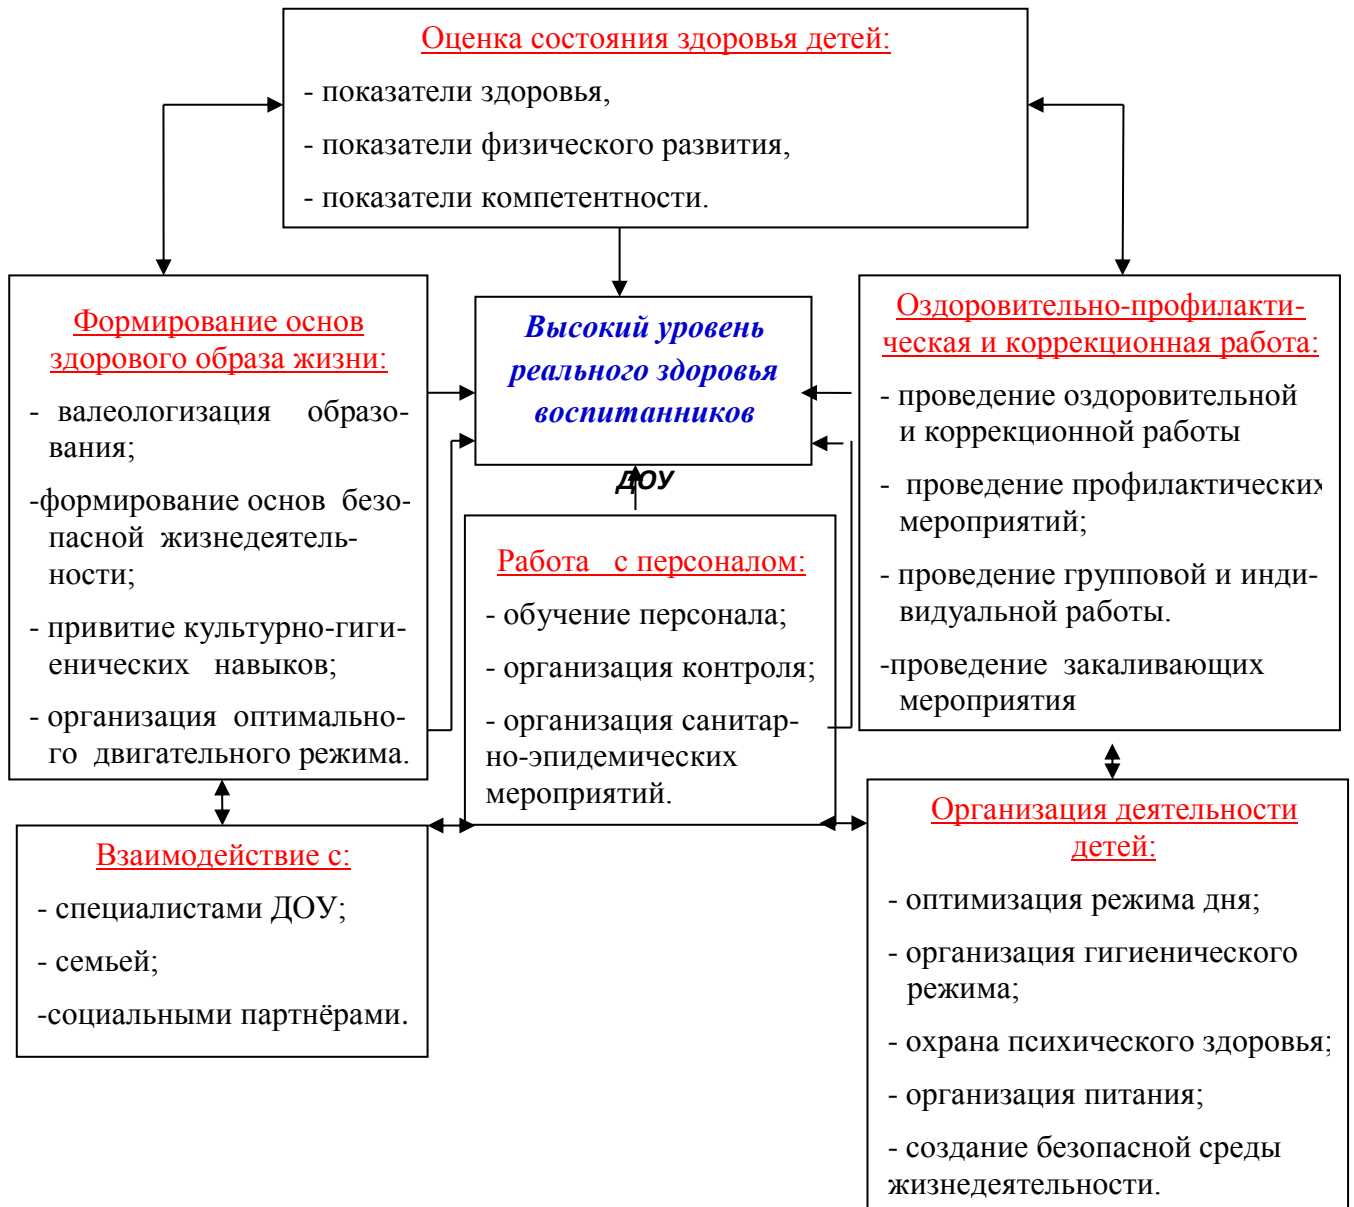 Оценка состояния здоровья детей:
- показатели здоровья,
- показатели физического развития,
- показатели компетентности.
Формирование основ
здорового образа жизни:
- валеологизация образо-
вания;
-формирование основ безо-
пасной жизнедеятель-
ности;
- привитие культурно-гиги-
енических навыков;
- организация оптимально-
го двигательного режима.
Высокий уровень
реального здоровья
воспитанников
ДОУ
Оздоровительно-профилакти-
ческая и коррекционная работа:
- проведение оздоровительной
и коррекционной работы
- проведение профилактических
мероприятий;
- проведение групповой и инди-
видуальной работы.
-проведение закаливающих
мероприятия
Работа с персоналом:
- обучение персонала;
- организация контроля;
- организация санитар-
но-эпидемических
мероприятий.
Взаимодействие с:
- специалистами ДОУ;
- семьей;
-социальными партнёрами.
Организация деятельности
детей:
- оптимизация режима дня;
- организация гигиенического
режима;
- охрана психического здоровья;
- организация питания;
- создание безопасной среды
жизнедеятельности.